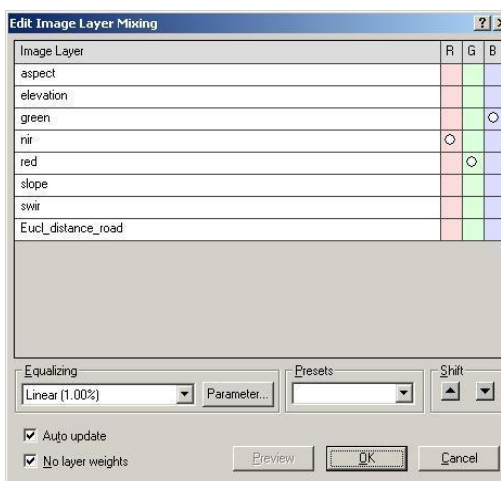 Edit Image Layer Mixing
Image Layer R G B
aspect
elevation
green
nir
red
slope
swir
Eucl_distance_road
Equalizing Presets Shift
Linear (1.00%) Parameter...
Auto update
No layer weights Preview OK Cancel